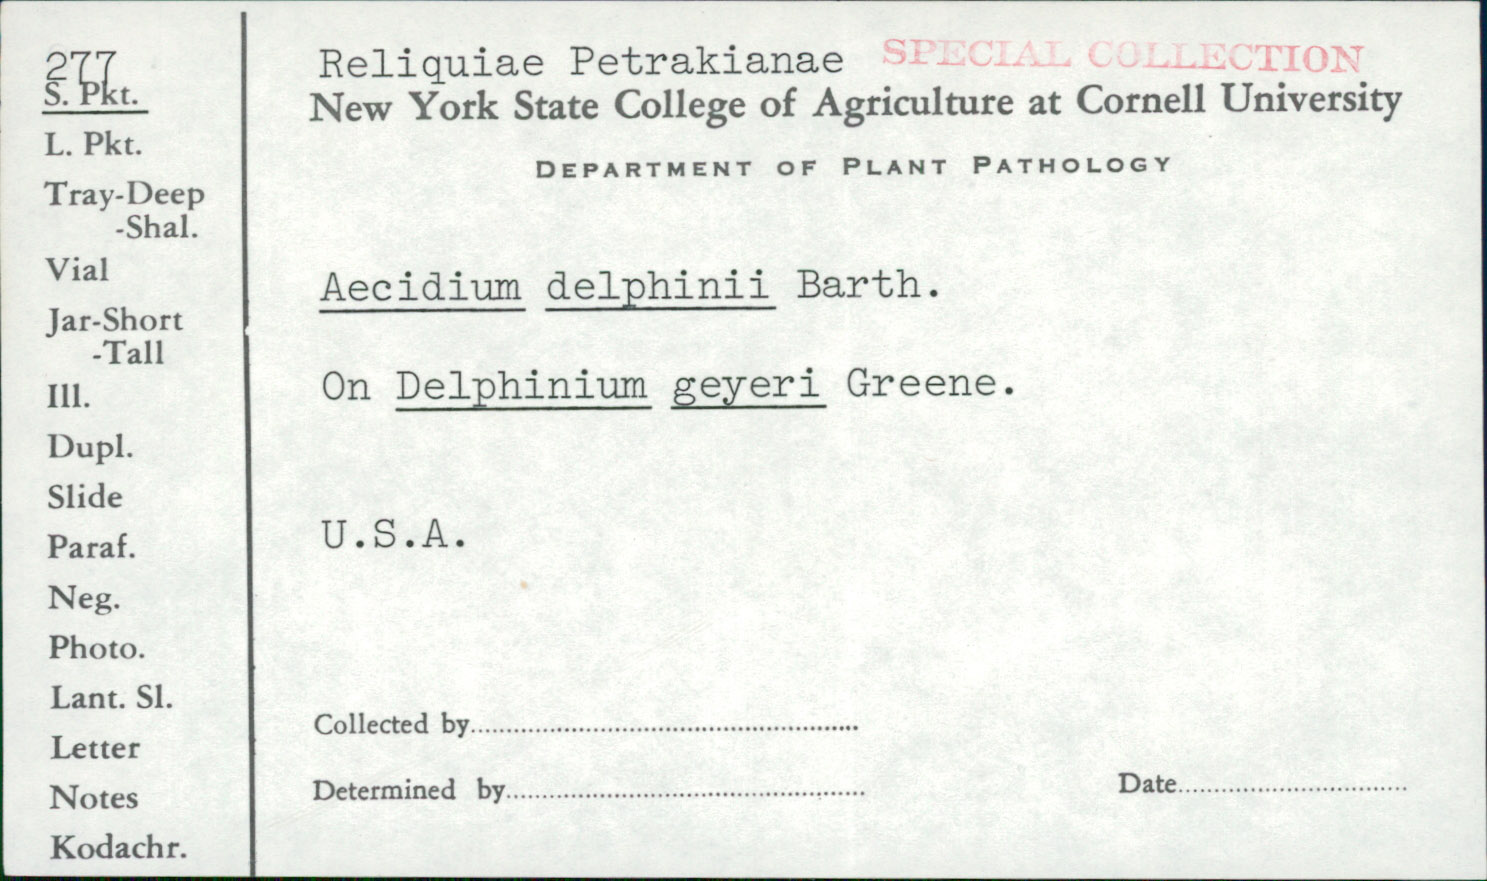 277
S. Pkt.
L. Pkt.
Tray-Deep
-Shal.
Vial
Jar-Short
-Tall
Ill.
Dupl.
Slide
Paraf.
Neg.
Photo.
Lant. Sl.
Letter
Notes
Kodachr.
Reliquiae Petrakianae SPECIAL COLLECTION
New York State College of Agriculture at Cornell University
DEPARTMENT OF PLANT PATHOLOGY
Aecidium delphinii Barth.
On Delphinium geyeri Greene.
U.S.A.
Collected by
Determined by
Date